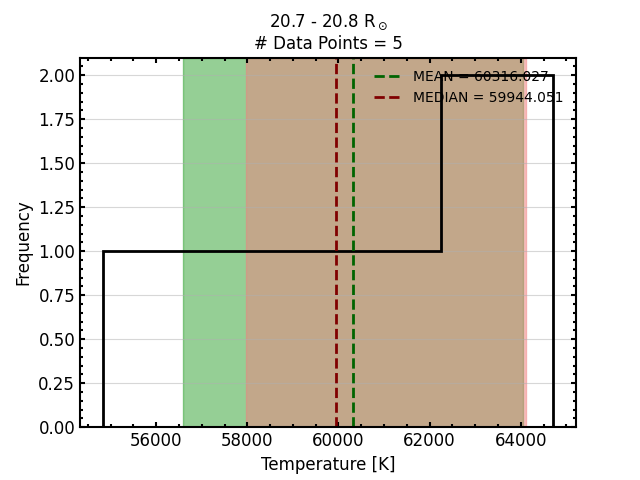 20.7 - 20.8 R⊙
# Data Points = 5
MEAN = 60316.027
MEDIAN = 59944.051
2.00
1.75
1.50
1.25
1.00
0.75
0.50
0.25
0.00
Frequency
56000 58000 60000 62000 64000
Temperature [K]